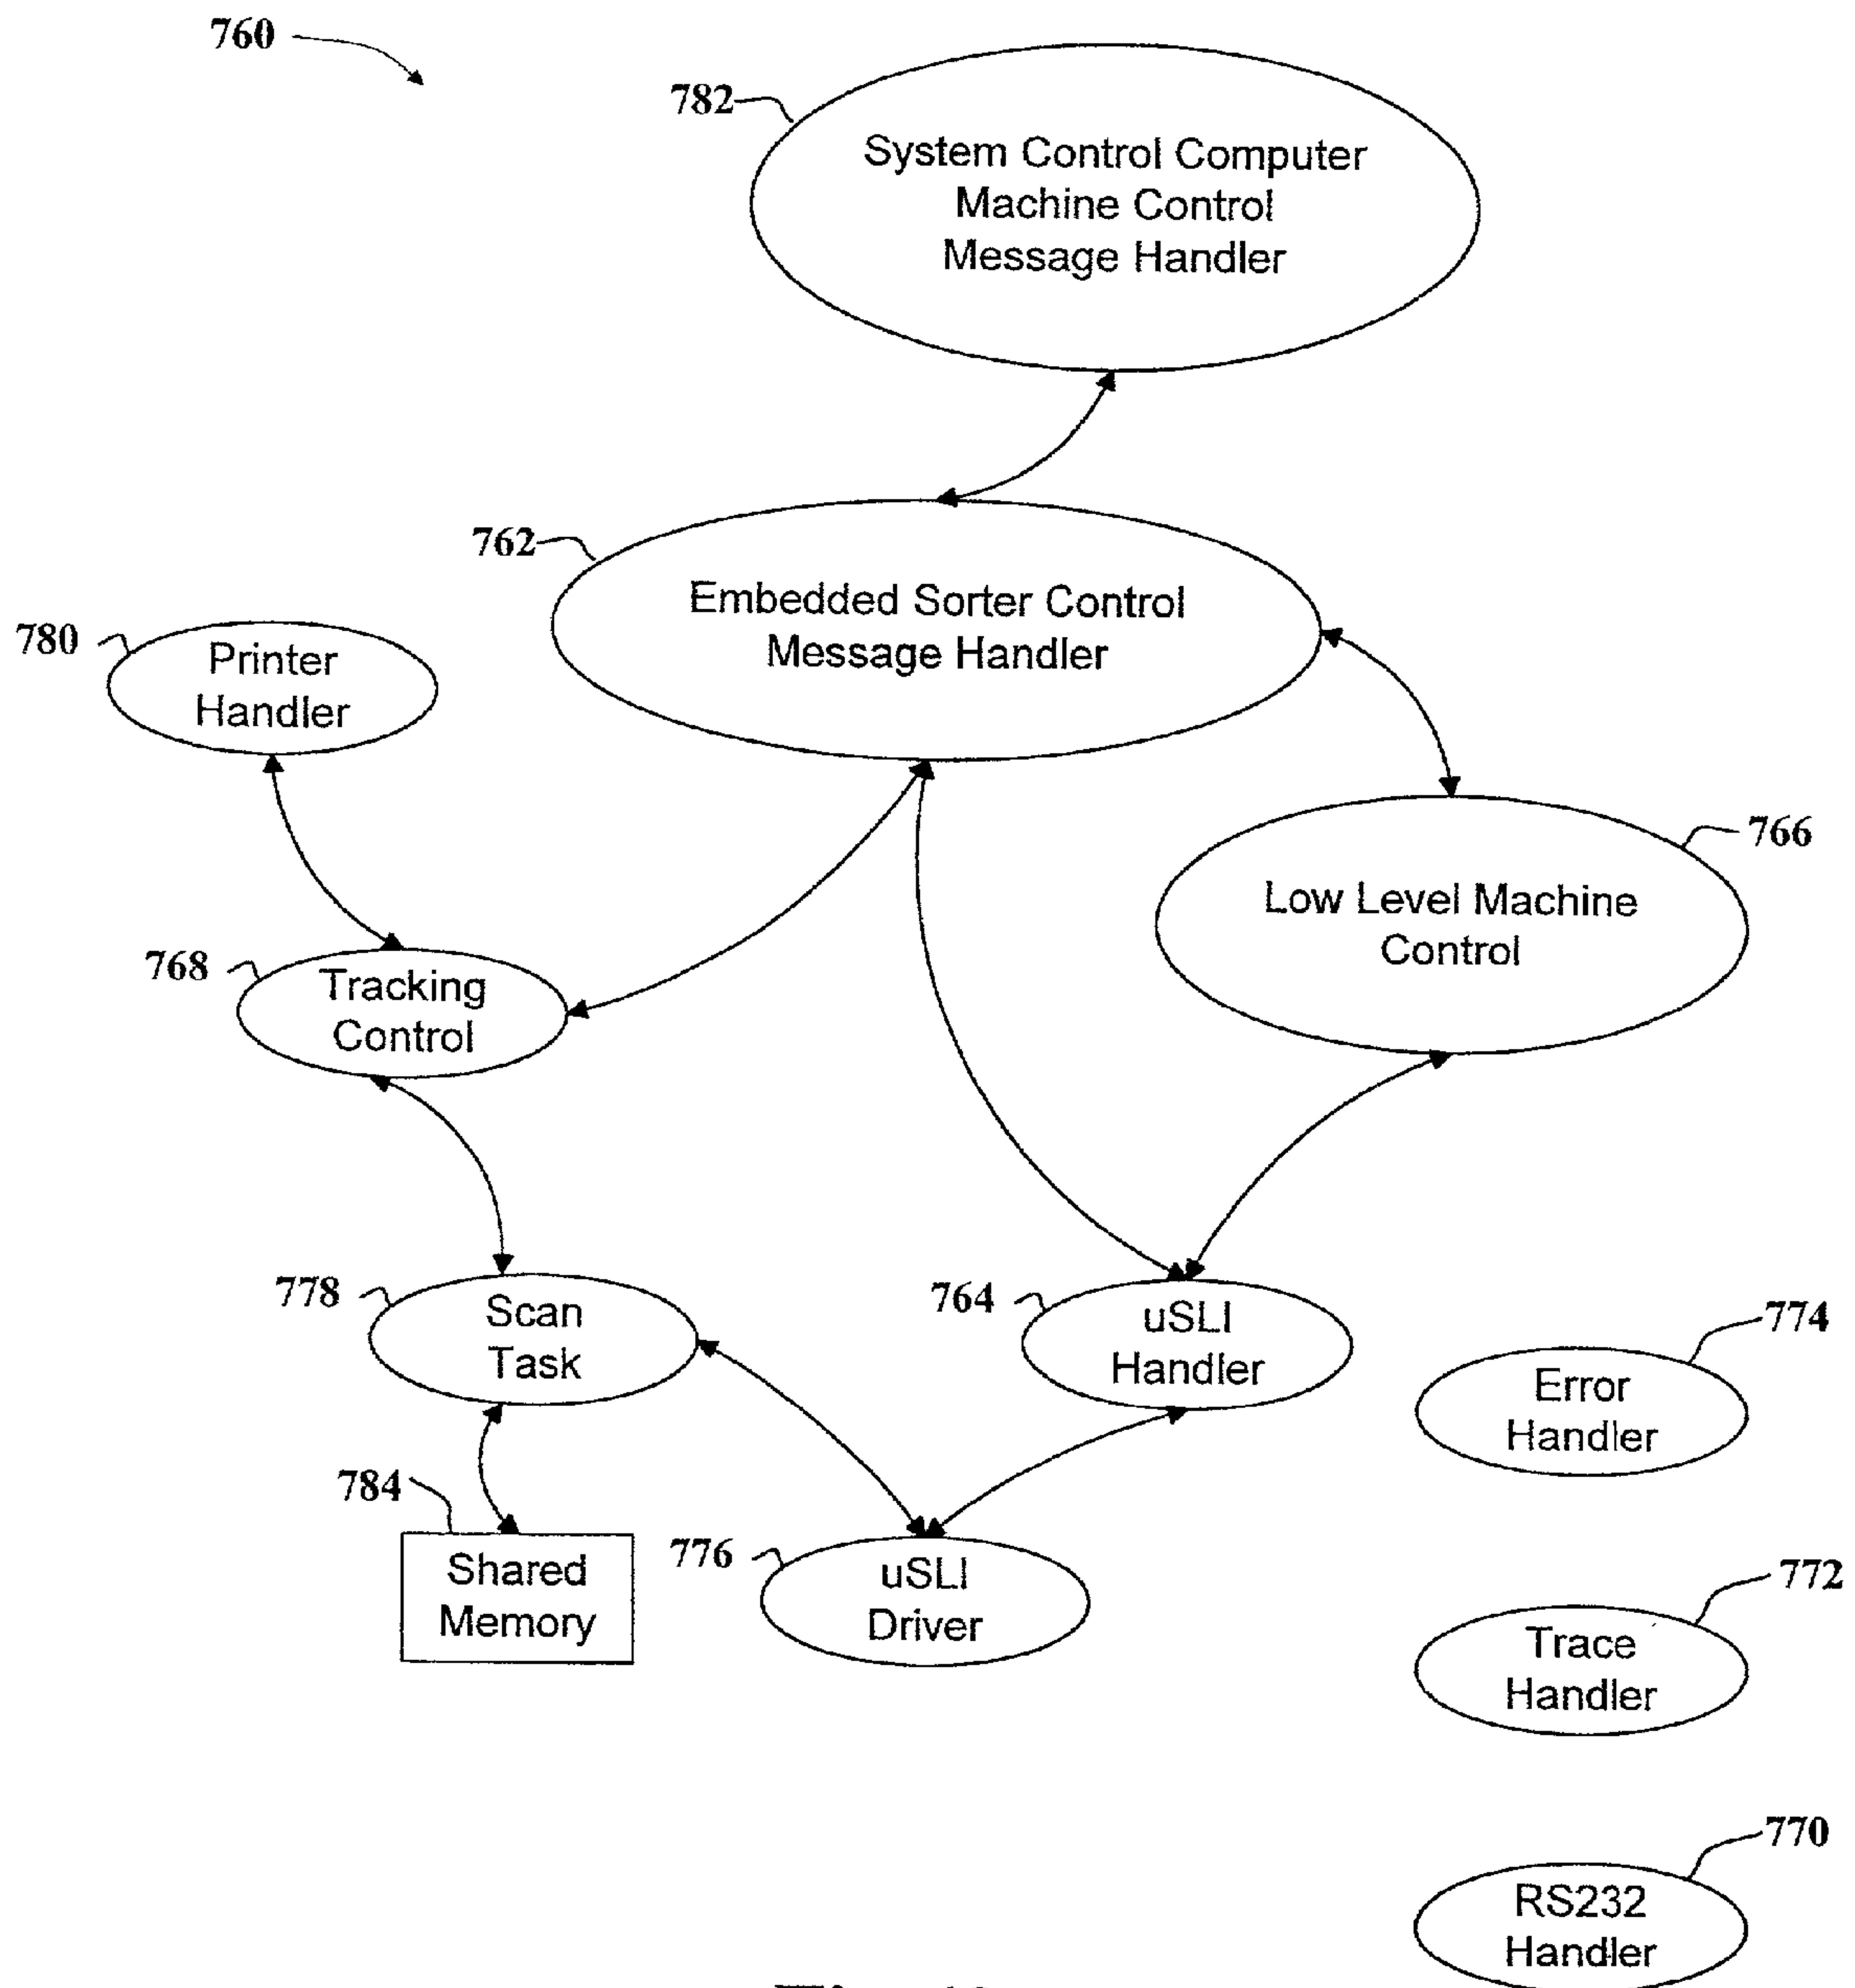 760
782
System Control Computer
Machine Control
Message Handler
762
Embedded Sorter Control
Message Handler
780
Printer
Handler
766
Low Level Machine
Control
768
Tracking
Control
778
Scan
Task
764
uSLI
Handler
774
Error
Handler
784
Shared
Memory
776
uSLI
Driver
772
Trace
Handler
770
RS232
Handler